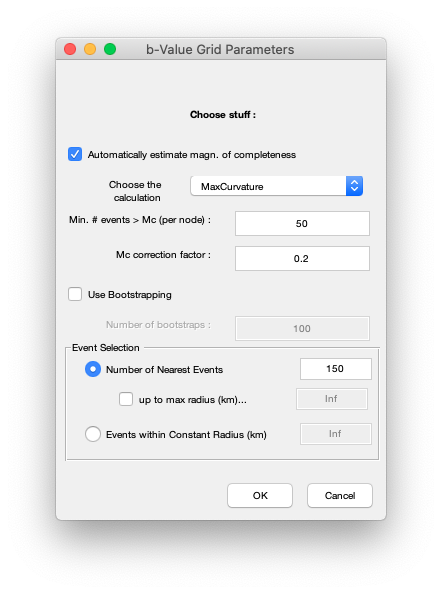 b-Value Grid Parameters
Choose stuff :
Automatically estimate magn. of completeness
Choose the
calculation
MaxCurvature
Min. # events > Mc (per node) :
50
Mc correction factor :
0.2
Use Bootstrapping
Number of bootstraps :
100
Event Selection
Number of Nearest Events
150
up to max radius (km)...
Inf
Events within Constant Radius (km)
Inf
OK
Cancel